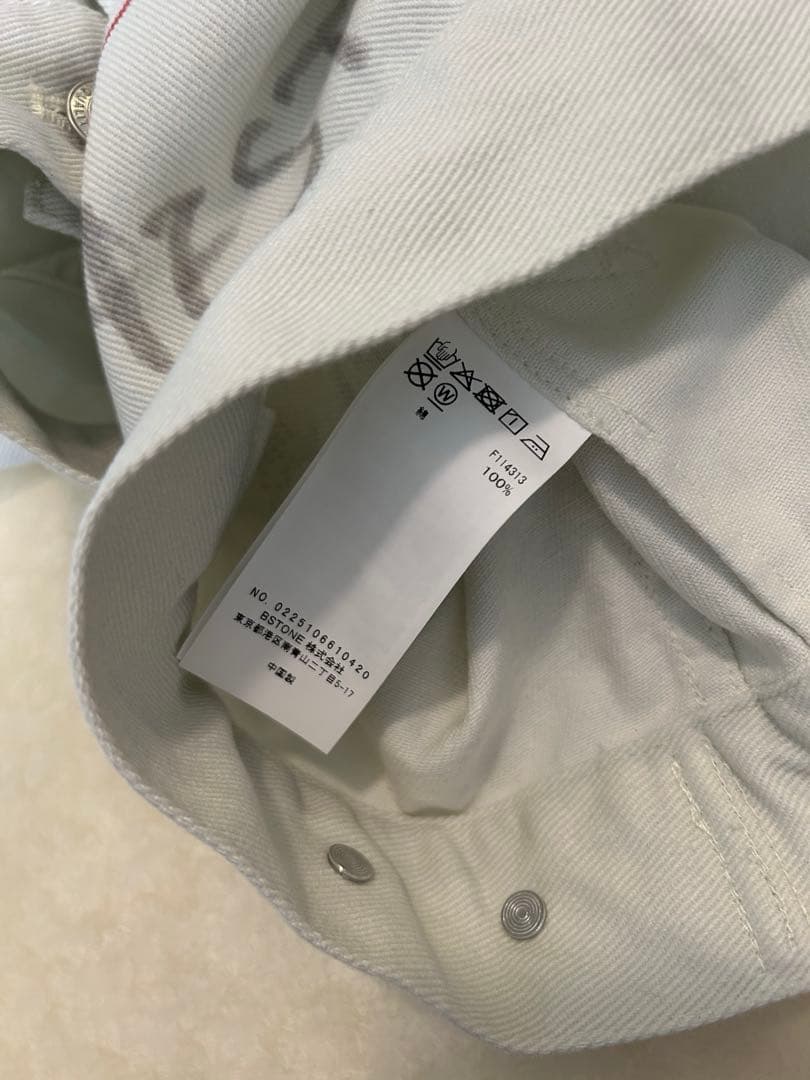 W
F114313
綿
100%
NO. 0225106610420
BSTONE 株式会社
東京都港区南青山二丁目5-17
中国製